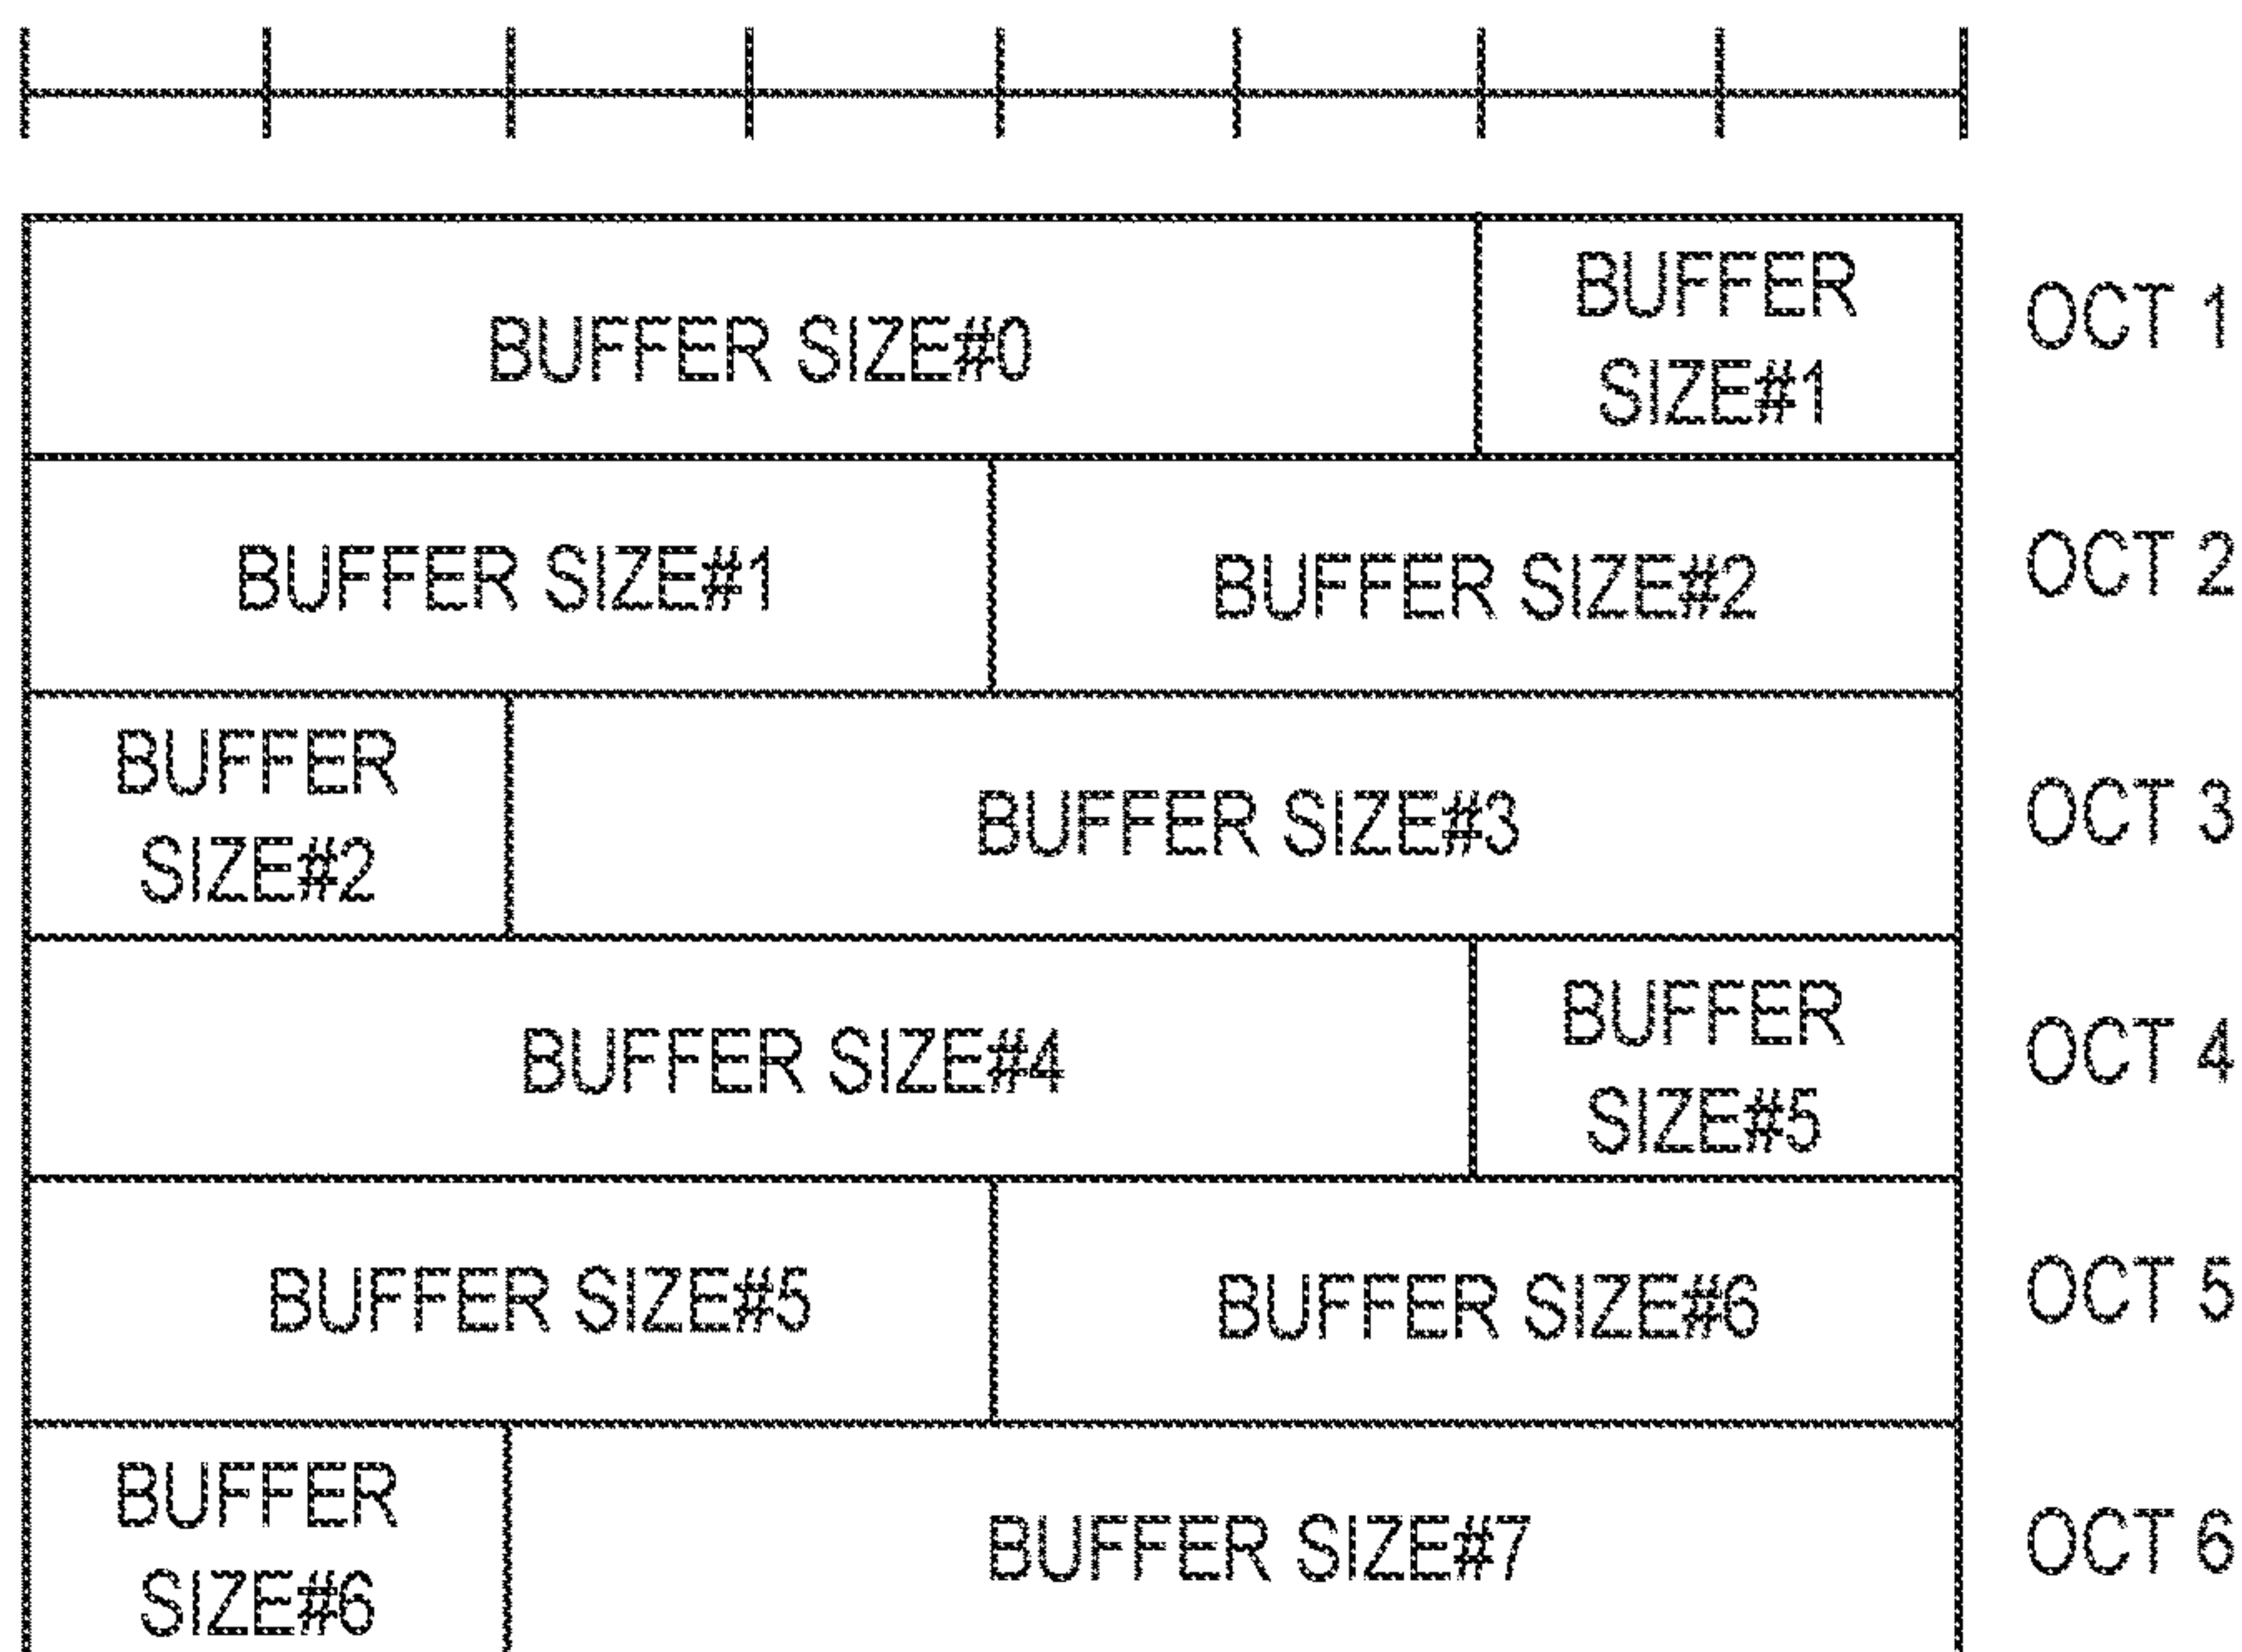 BUFFER SIZE#0
BUFFER
SIZE#1
OCT 1
BUFFER SIZE#1
BUFFER SIZE#2
OCT 2
BUFFER
SIZE#2
BUFFER SIZE#3
OCT 3
BUFFER SIZE#4
BUFFER
SIZE#5
OCT 4
BUFFER SIZE#5
BUFFER SIZE#6
OCT 5
BUFFER
SIZE#6
BUFFER SIZE#7
OCT 6